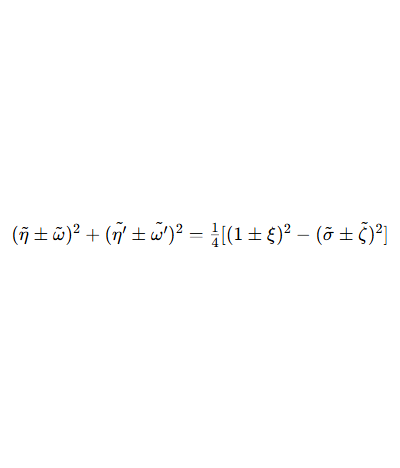 (η̃ ± ω̃)² + (η̃′ ± ω̃′)² = ¼[(1 ± ξ)² − (σ̃ ± ζ̃)²]